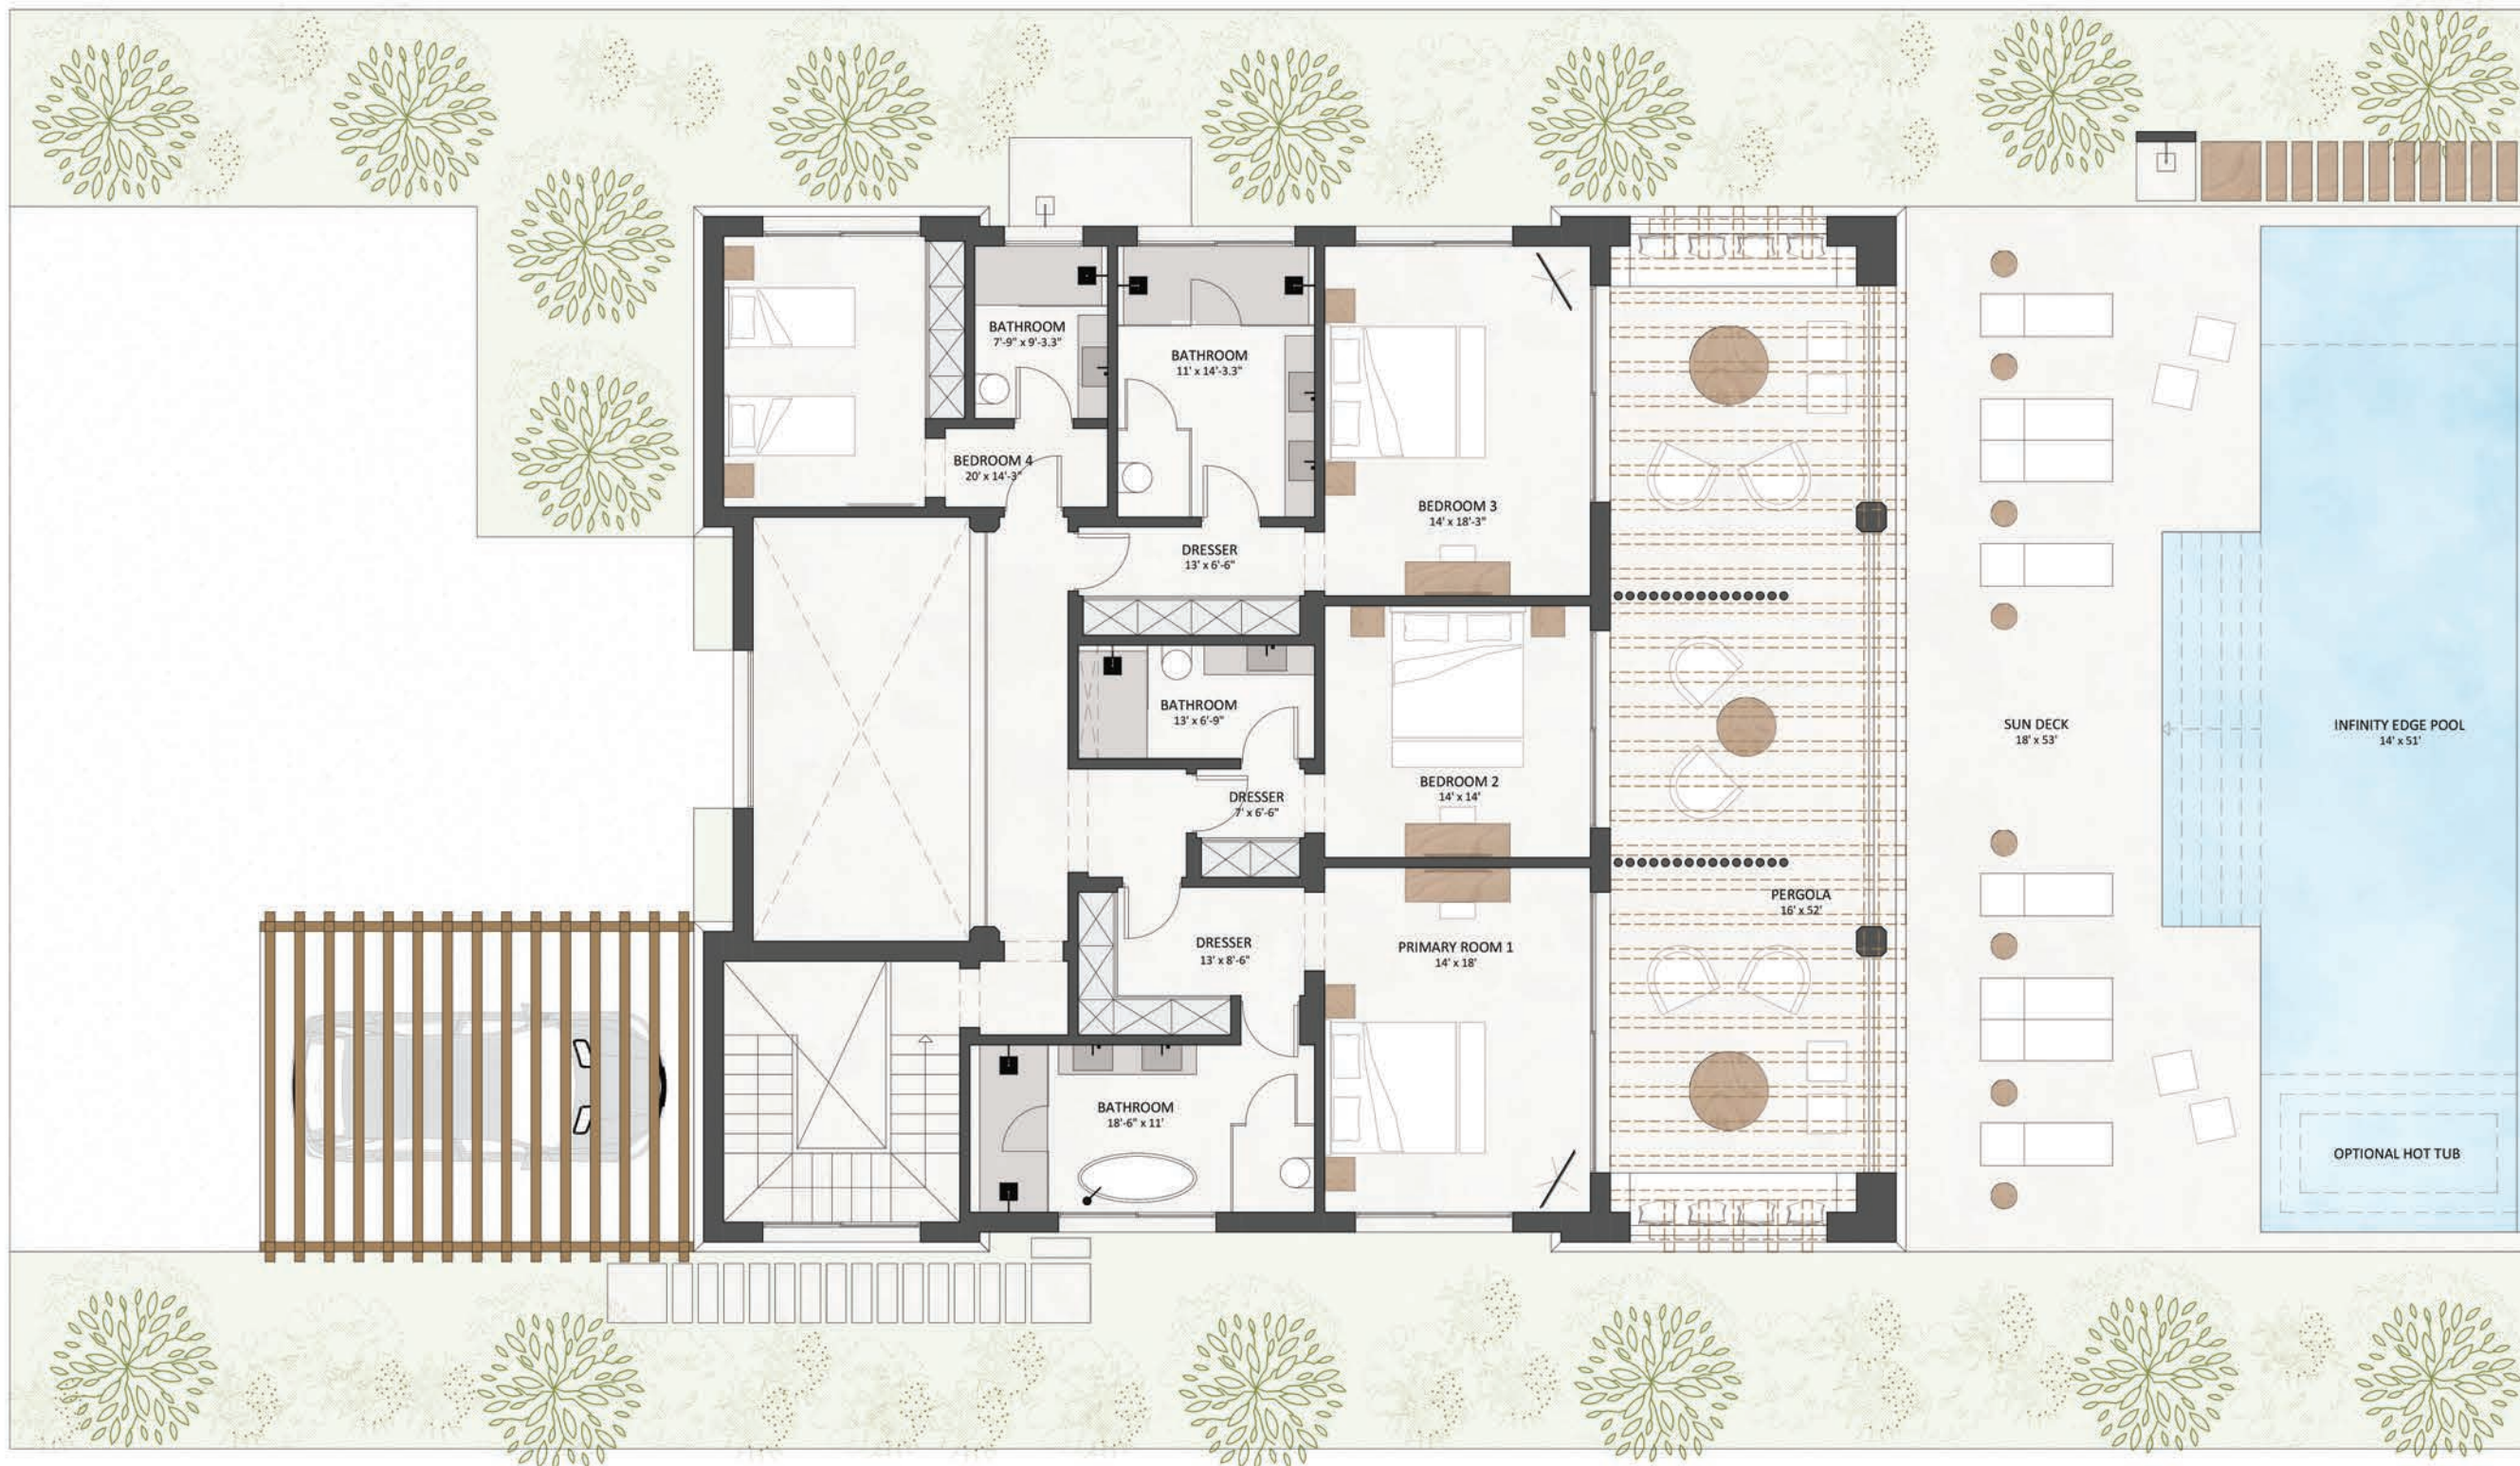 BATHROOM
7'-9" x 9'-3.3"
BATHROOM
11' x 14'-3.3"
BEDROOM 4
20' x 14'-3"
BEDROOM 3
14' x 18'-3"
DRESSER
13' x 6'-6"
BATHROOM
13' x 6'-9"
DRESSER
7' x 6'-6"
BEDROOM 2
14' x 14'
SUN DECK
18' x 53'
INFINITY EDGE POOL
14' x 51'
PERGOLA
16' x 52'
DRESSER
13' x 8'-6"
PRIMARY ROOM 1
14' x 18'
BATHROOM
18'-6" x 11'
OPTIONAL HOT TUB